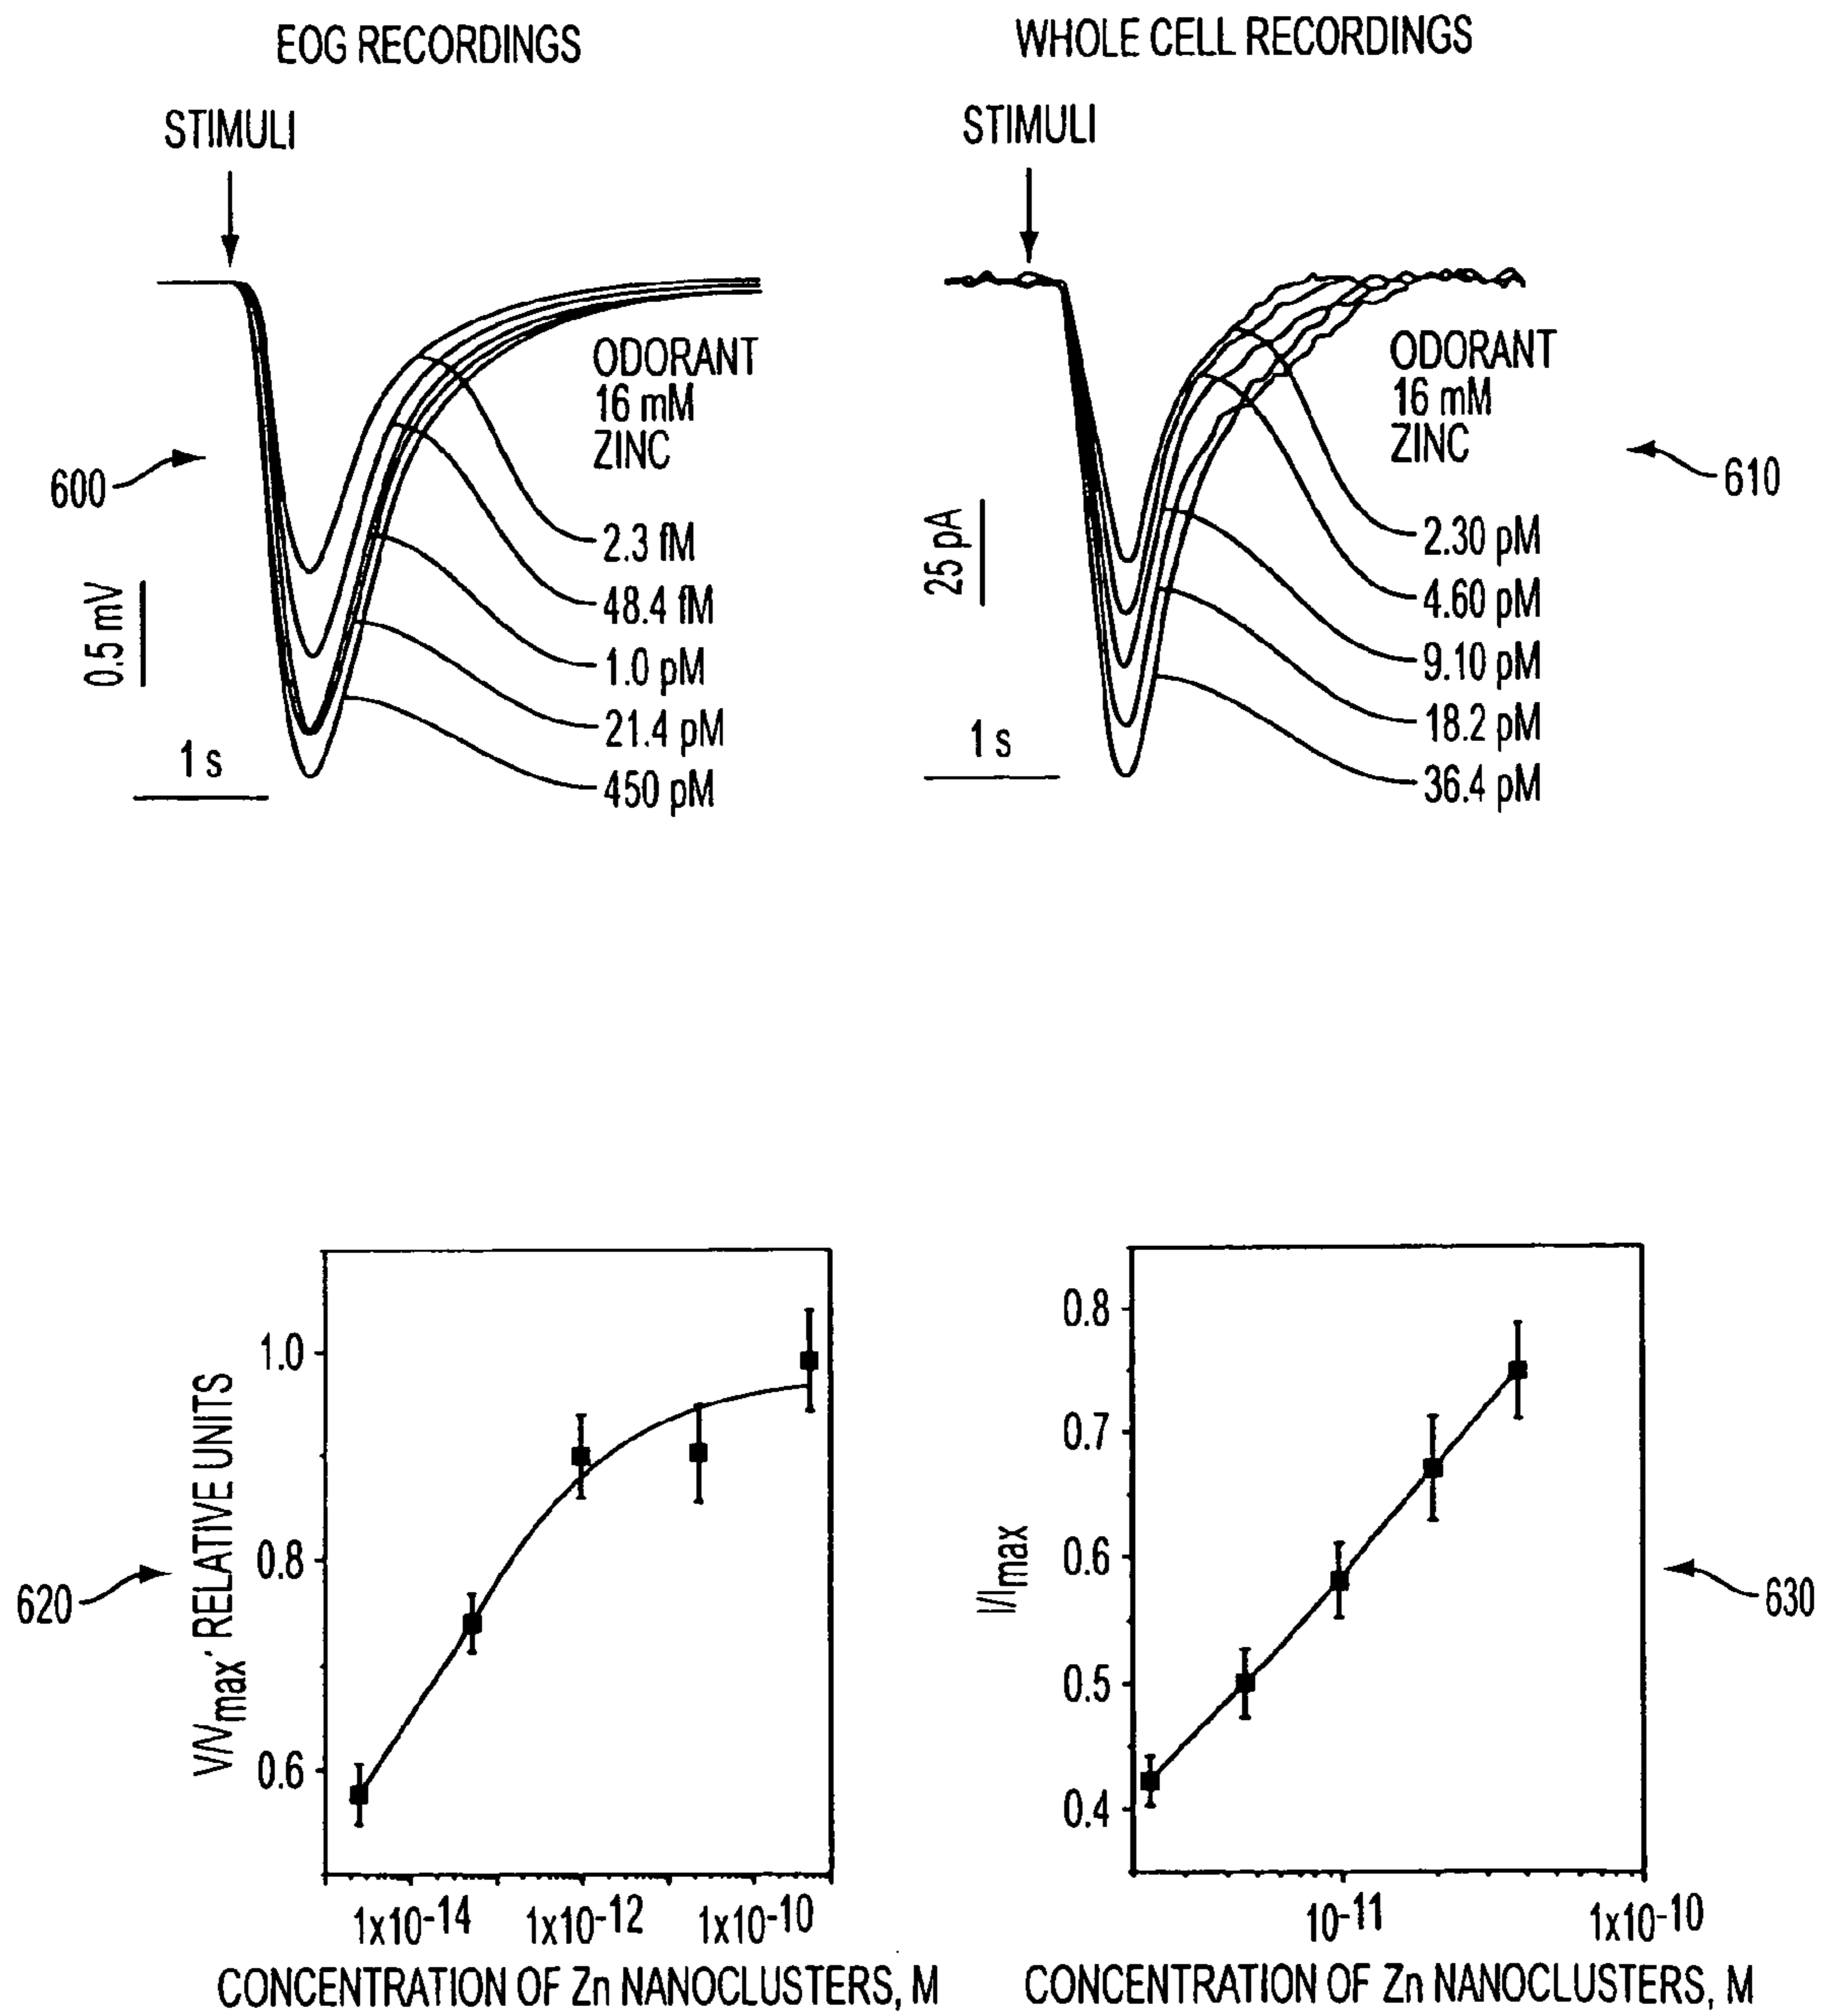 EOG RECORDINGS
STIMULI
ODORANT
16 mM
ZINC
600
2.3 fM
48.4 fM
1.0 pM
21.4 pM
450 pM
0.5 mV
1 s
WHOLE CELL RECORDINGS
STIMULI
ODORANT
16 mM
ZINC
610
2.30 pM
4.60 pM
9.10 pM
18.2 pM
36.4 pM
25 pA
1 s
V/Vmax, RELATIVE UNITS
1.0
0.8
0.6
620
1x10-14 1x10-12 1x10-10
CONCENTRATION OF Zn NANOCLUSTERS, M
I/Imax
0.8
0.7
0.6
0.5
0.4
630
10-11 1x10-10
CONCENTRATION OF Zn NANOCLUSTERS, M